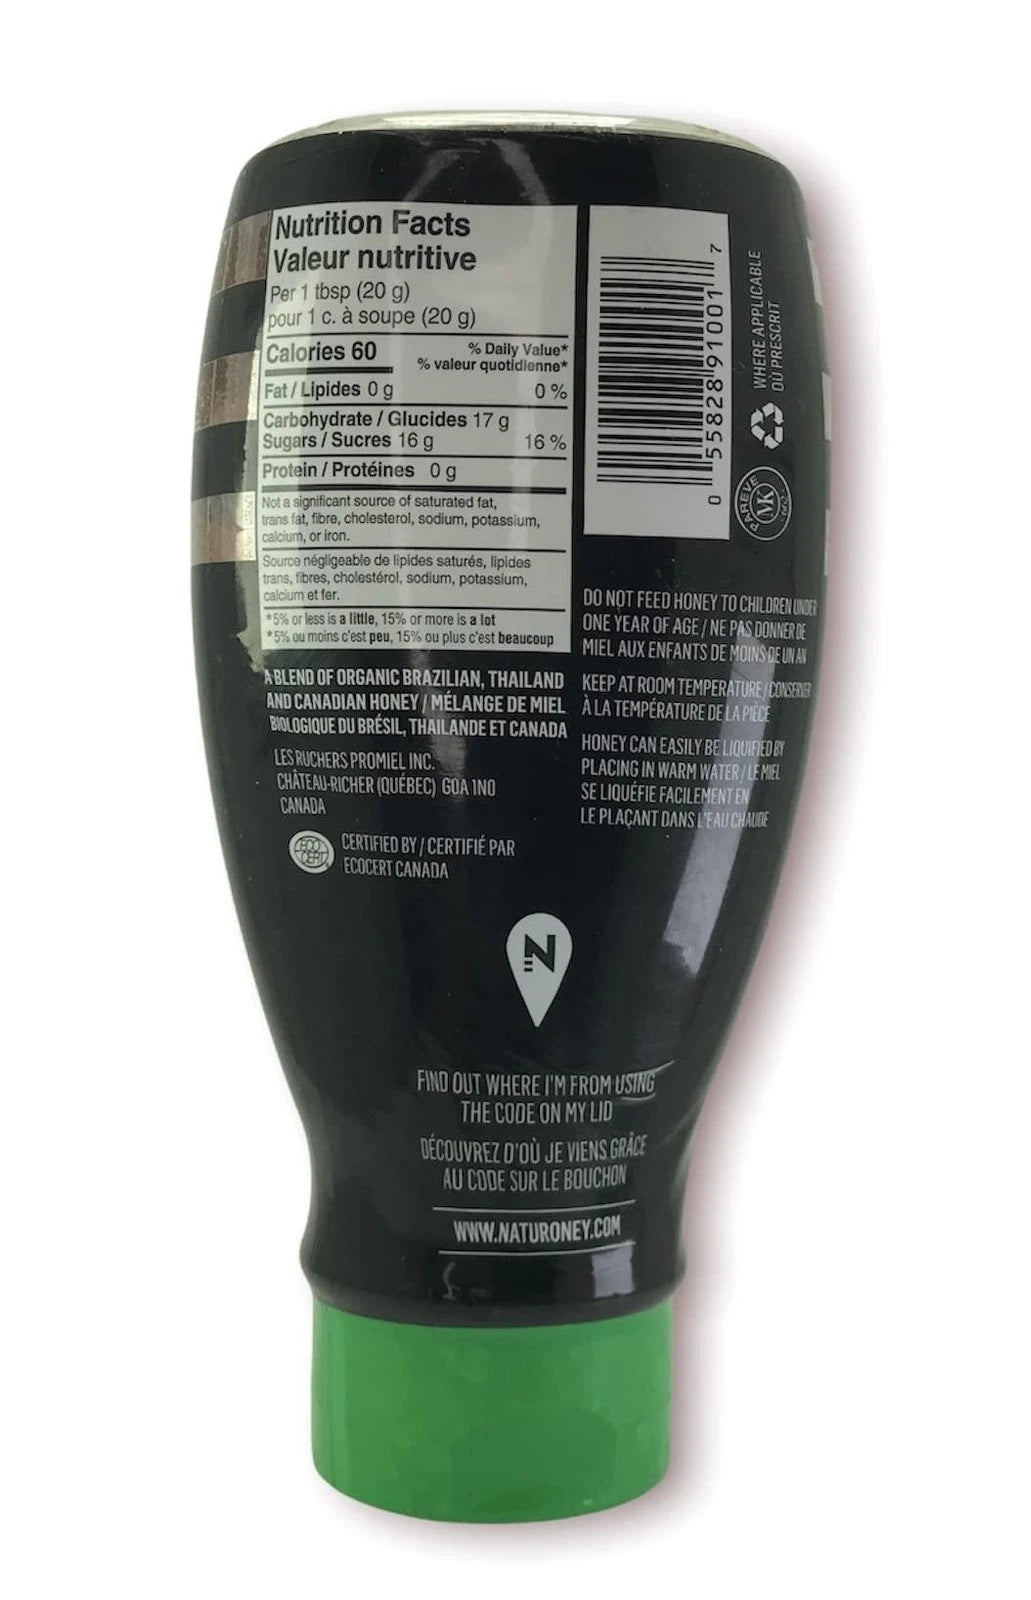 Nutrition Facts
Valeur nutritive
Per 1 tbsp (20 g)
pour 1 c. à soupe (20 g)
Calories 60
% Daily Value*
% valeur quotidienne*
Fat / Lipides 0 g 0 %
Carbohydrate / Glucides 17 g
Sugars / Sucres 16 g 16 %
Protein / Protéines 0 g
Not a significant source of saturated fat,
trans fat, fibre, cholesterol, sodium, potassium,
calcium, or iron.
Source négligeable de lipides saturés, lipides
trans, fibres, cholestérol, sodium, potassium,
calcium et fer.
*5% or less is a little, 15% or more is a lot
*5% ou moins c'est peu, 15% ou plus c'est beaucoup
A BLEND OF ORGANIC BRAZILIAN, THAILAND
AND CANADIAN HONEY / MÉLANGE DE MIEL
BIOLOGIQUE DU BRÉSIL, THAILANDE ET CANADA
LES RUCHERS PROMIEL INC.
CHÂTEAU-RICHER (QUÉBEC) G0A 1N0
CANADA
ECO
CERT
CERTIFIED BY / CERTIFIÉ PAR
ECOCERT CANADA
0 55828 91001 7
WHERE APPLICABLE
OÙ PRESCRIT
PAREVE
MK
DO NOT FEED HONEY TO CHILDREN UNDER
ONE YEAR OF AGE / NE PAS DONNER DE
MIEL AUX ENFANTS DE MOINS DE UN AN
KEEP AT ROOM TEMPERATURE / CONSERVER
À LA TEMPÉRATURE DE LA PIÈCE
HONEY CAN EASILY BE LIQUIFIED BY
PLACING IN WARM WATER / LE MIEL
SE LIQUÉFIE FACILEMENT EN
LE PLAÇANT DANS L'EAU CHAUDE
N
FIND OUT WHERE I'M FROM USING
THE CODE ON MY LID
DÉCOUVREZ D'OÙ JE VIENS GRÂCE
AU CODE SUR LE BOUCHON
WWW.NATURONEY.COM